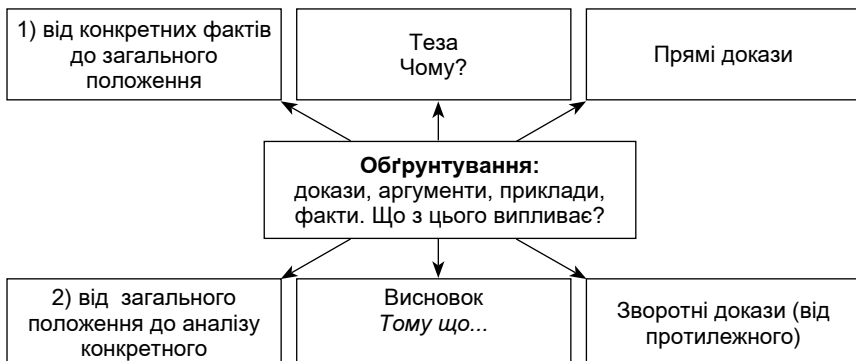 1) від конкретних фактів
до загального
положення
Теза
Чому?
Прямі докази
Обґрунтування:
докази, аргументи, приклади,
факти. Що з цього випливає?
2) від загального
положення до аналізу
конкретного
Висновок
Тому що...
Зворотні докази (від
протилежного)